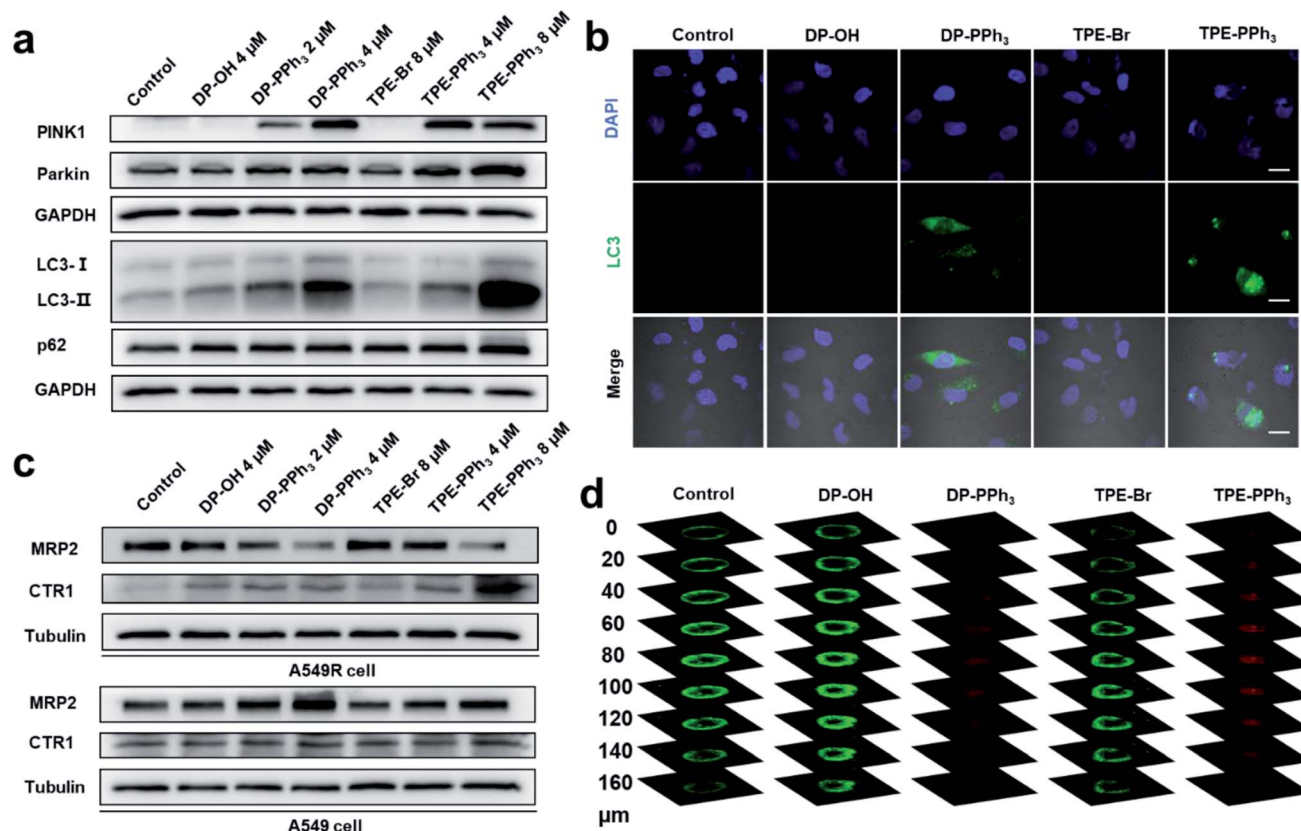 a
Control
DP-OH 4 μM
DP-PPh₃ 2 μM
DP-PPh₃ 4 μM
TPE-Br 8 μM
TPE-PPh₃ 4 μM
TPE-PPh₃ 8 μM
PINK1
Parkin
GAPDH
LC3-Ⅰ
LC3-Ⅱ
p62
GAPDH
b
Control DP-OH DP-PPh₃ TPE-Br TPE-PPh₃
DAPI
LC3
Merge
c
Control
DP-OH 4 μM
DP-PPh₃ 2 μM
DP-PPh₃ 4 μM
TPE-Br 8 μM
TPE-PPh₃ 4 μM
TPE-PPh₃ 8 μM
MRP2
CTR1
Tubulin
A549R cell
MRP2
CTR1
Tubulin
A549 cell
d
Control DP-OH DP-PPh₃ TPE-Br TPE-PPh₃
0
20
40
60
80
100
120
140
160
μm